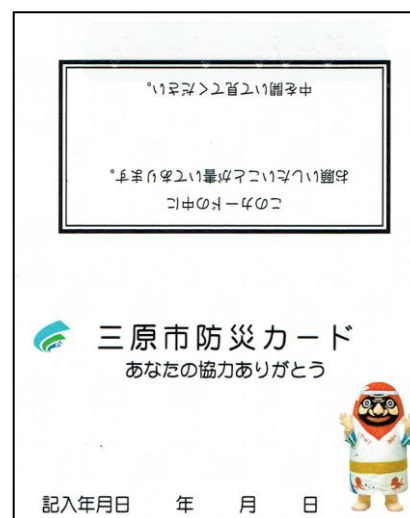 このカードの中に
お願いしたいことが書いてあります。
中を開いて見てください。
三原市防災カード
あなたの協力ありがとう
記入年月日　　年　　月　　日